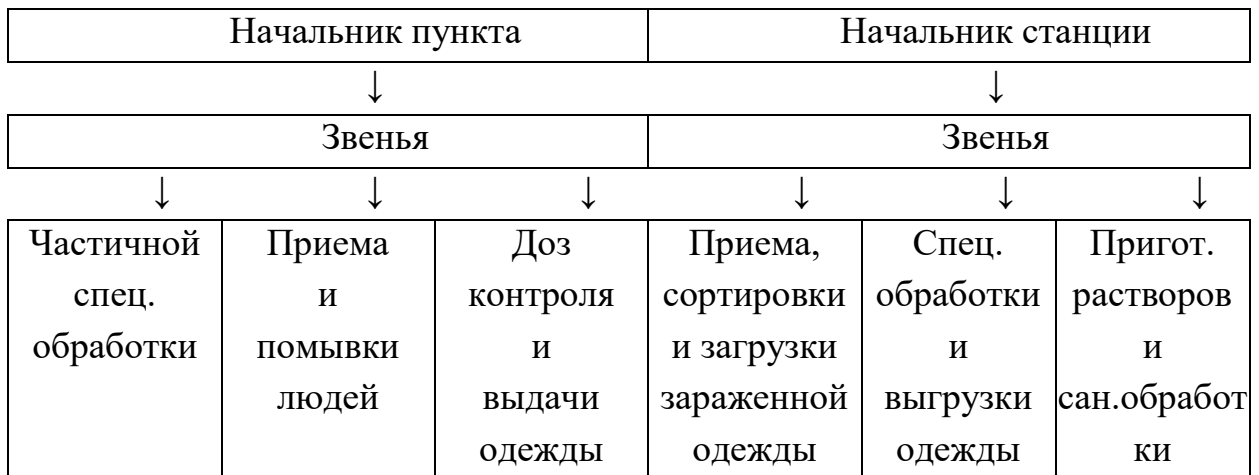 Начальник пункта
Начальник станции
↓ ↓
Звенья
Звенья
↓ ↓ ↓ ↓ ↓ ↓
Частичной
спец.
обработки
Приема
и
помывки
людей
Доз
контроля
и
выдачи
одежды
Приема,
сортировки
и загрузки
зараженной
одежды
Спец.
обработки
и
выгрузки
одежды
Пригот.
растворов
и
сан.обработ
ки